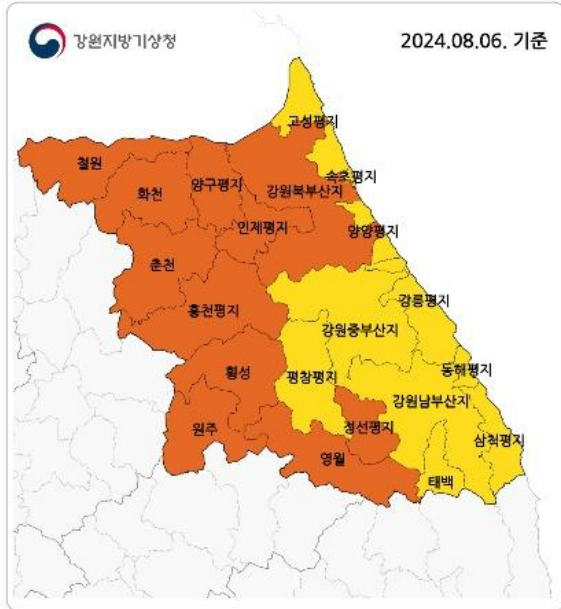 강원지방기상청
2024.08.06. 기준
고성평지
철원
속초평지
화천
양구평지
강원북부산지
인제평지
양양평지
춘천
강릉평지
홍천평지
강원중부산지
횡성
평창평지
동해평지
강원남부산지
원주
정선평지
삼척평지
영월
태백